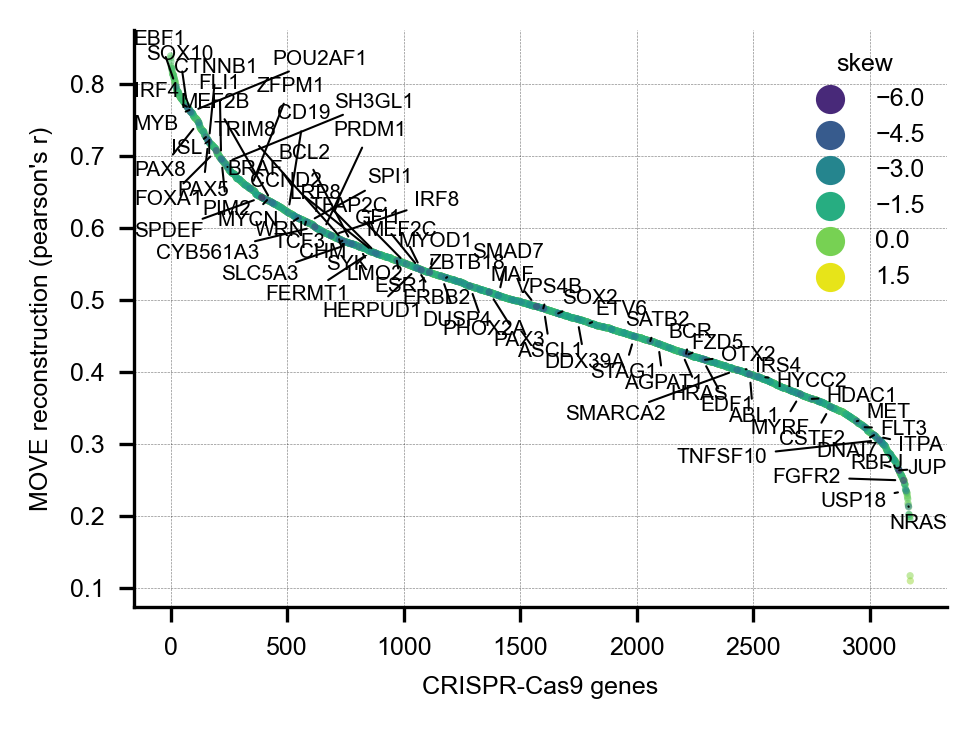 EBF1
SOX10
CTNNB1
POU2AF1
FLI1
ZFPM1
IRF4
MEF2B
SH3GL1
CD19
MYB
TRIM8
PRDM1
ISL1
BCL2
PAX8
BRAF
SPI1
CCND2
PAX5
FOXA1
LRP8
IRF8
TFAP2C
PIM2
GFI1
MYCN
SPDEF
WRN
MEF2C
TCF3
MYOD1
CYB561A3
CHM
SMAD7
SYK
ZBTB18
SLC5A3
LMO2
MAF
FERMT1
ESR1
VPS4B
HERPUD1
ERBB2
SOX2
DUSP4
ETV6
PHOX2A
SATB2
PAX3
BCR
ASCL1
FZD5
DDX39A
OTX2
STAG1
IRS4
AGPAT1
HYCC2
HRAS
HDAC1
EDF1
SMARCA2
ABL1
MET
MYRF
FLT3
CSTF2
ITPA
DNAI7
TNFSF10
RBP1
JUP
FGFR2
USP18
NRAS
skew
−6.0
−4.5
−3.0
−1.5
0.0
1.5
MOVE reconstruction (pearson's r)
0.8
0.7
0.6
0.5
0.4
0.3
0.2
0.1
0 500 1000 1500 2000 2500 3000
CRISPR-Cas9 genes